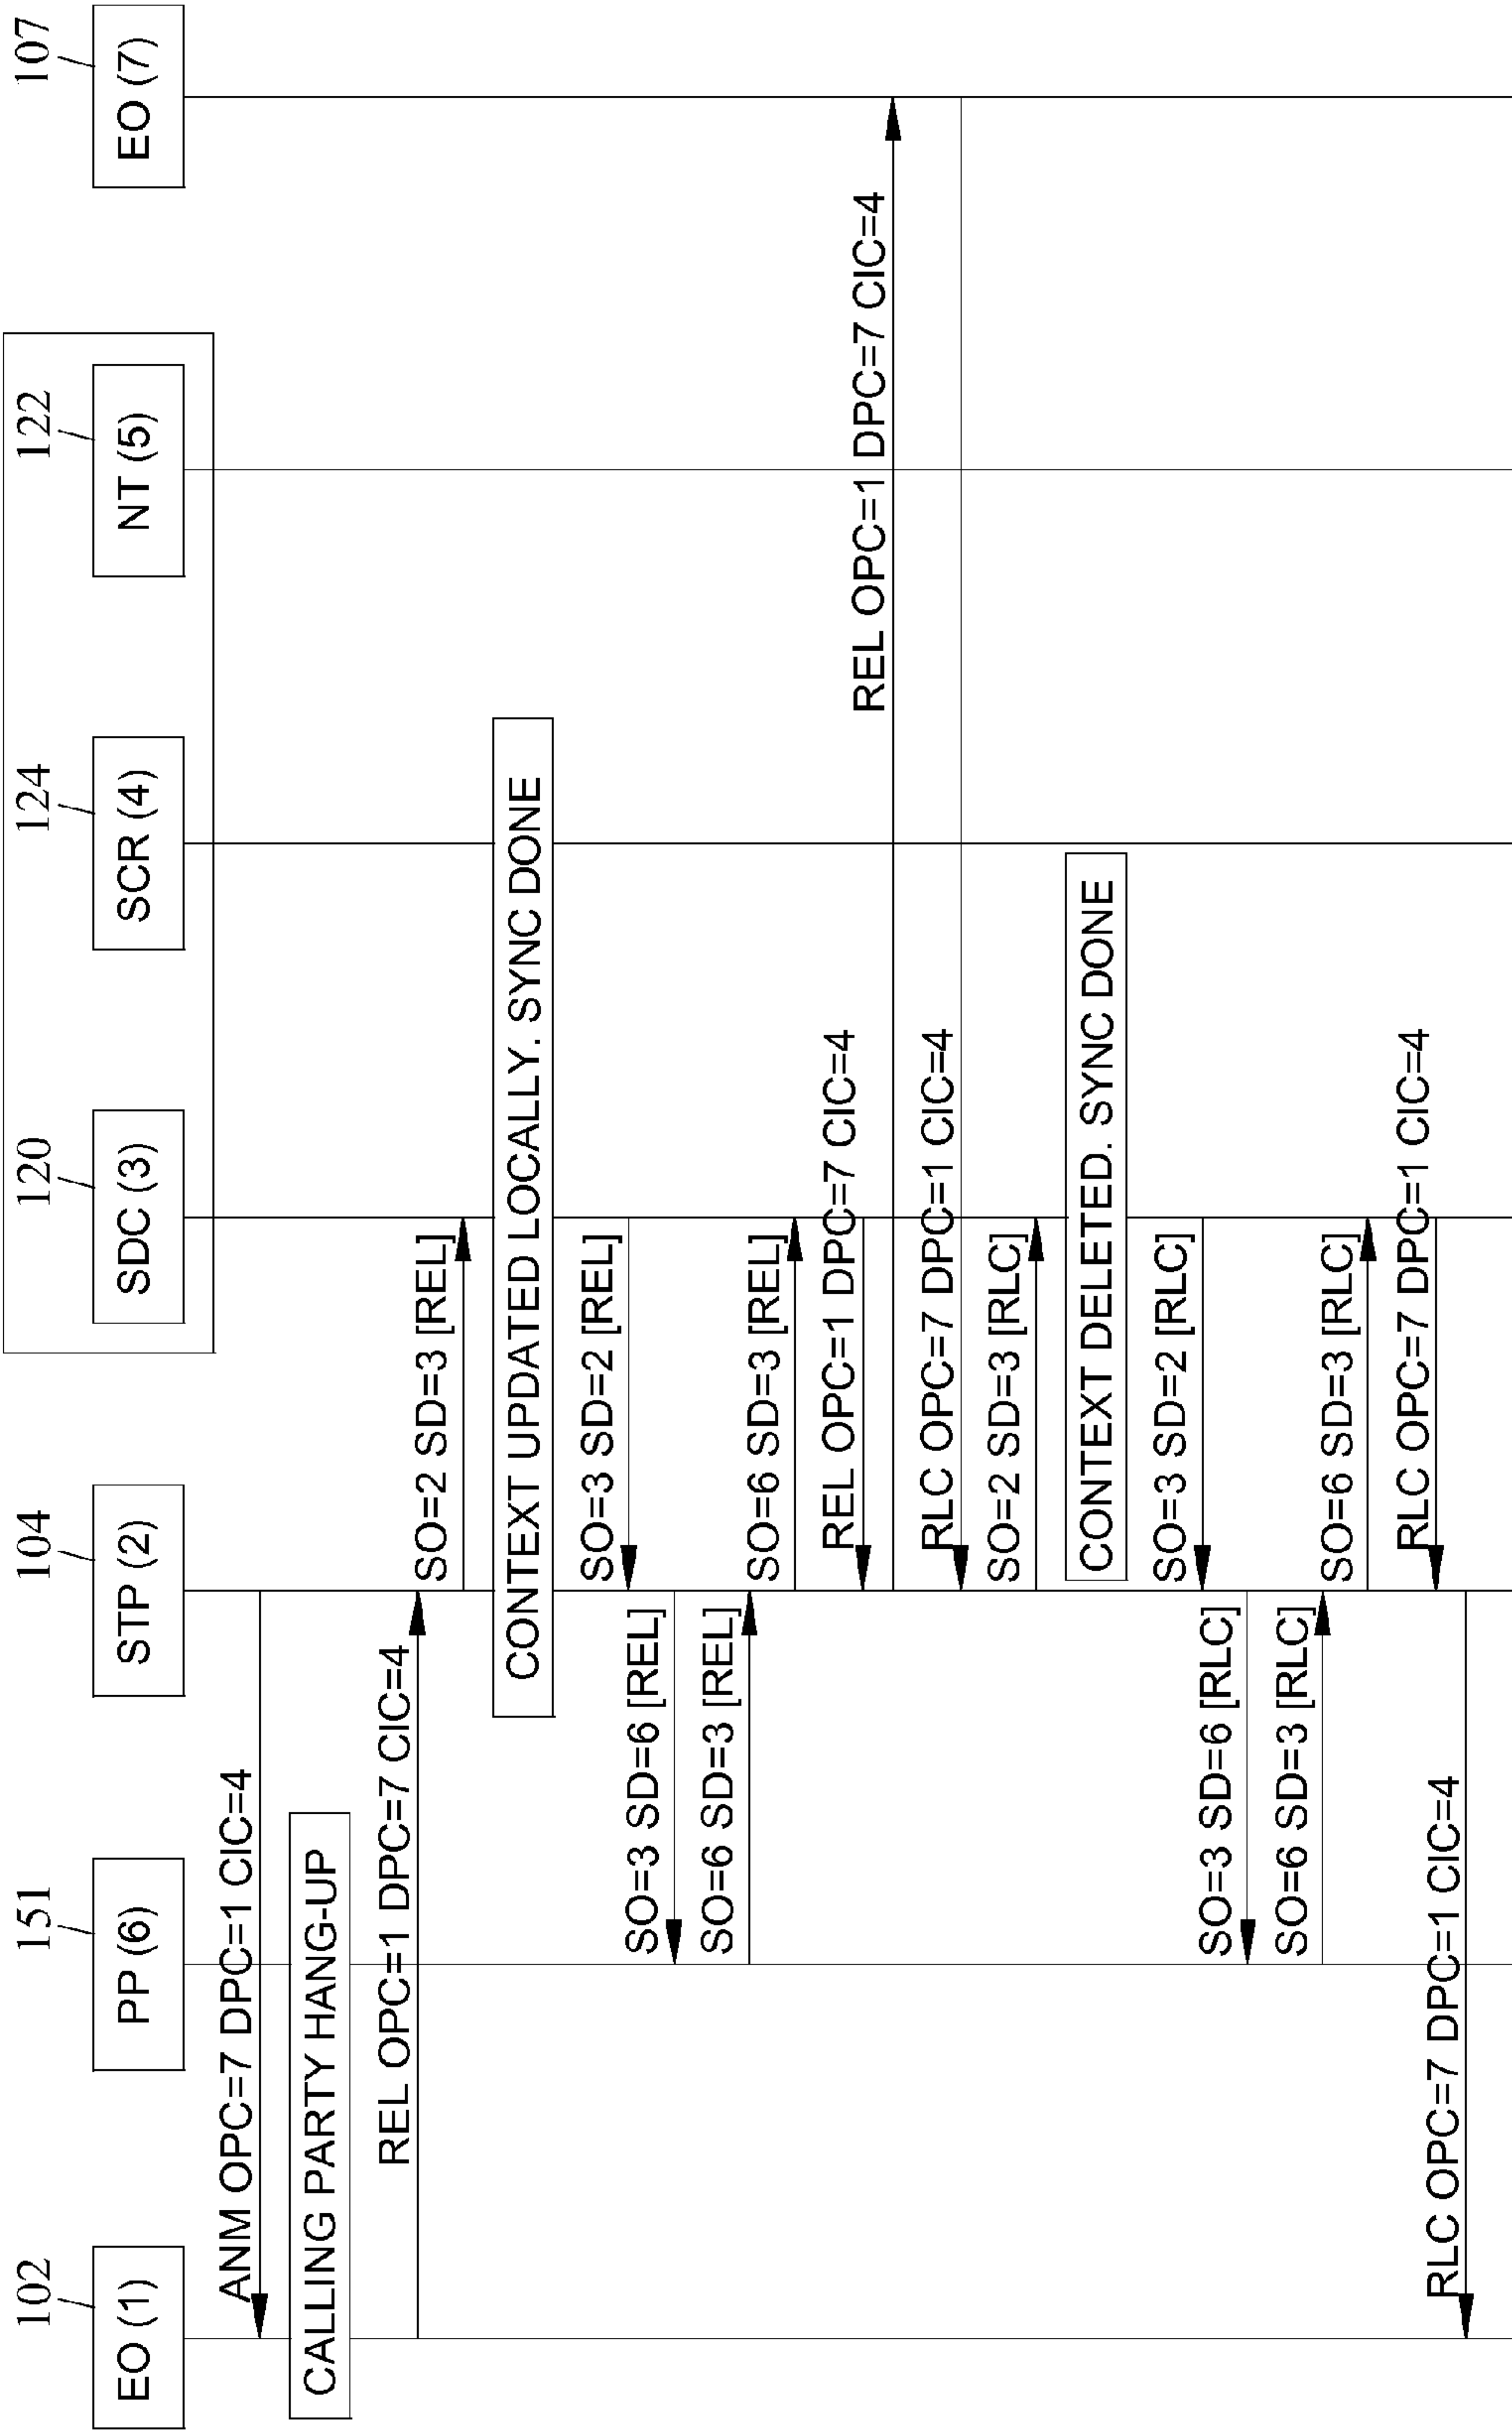 102
151
104
120
124
122
107
EO (1)
PP (6)
STP (2)
SDC (3)
SCR (4)
NT (5)
EO (7)
ANM OPC=7 DPC=1 CIC=4
CALLING PARTY HANG-UP
REL OPC=1 DPC=7 CIC=4
SO=2 SD=3 [REL]
CONTEXT UPDATED LOCALLY. SYNC DONE
SO=3 SD=2 [REL]
SO=3 SD=6 [REL]
SO=6 SD=3 [REL]
SO=6 SD=3 [REL]
REL OPC=1 DPC=7 CIC=4
REL OPC=1 DPC=7 CIC=4
RLC OPC=7 DPC=1 CIC=4
SO=2 SD=3 [RLC]
CONTEXT DELETED. SYNC DONE
SO=3 SD=2 [RLC]
SO=3 SD=6 [RLC]
SO=6 SD=3 [RLC]
SO=6 SD=3 [RLC]
RLC OPC=7 DPC=1 CIC=4
RLC OPC=7 DPC=1 CIC=4